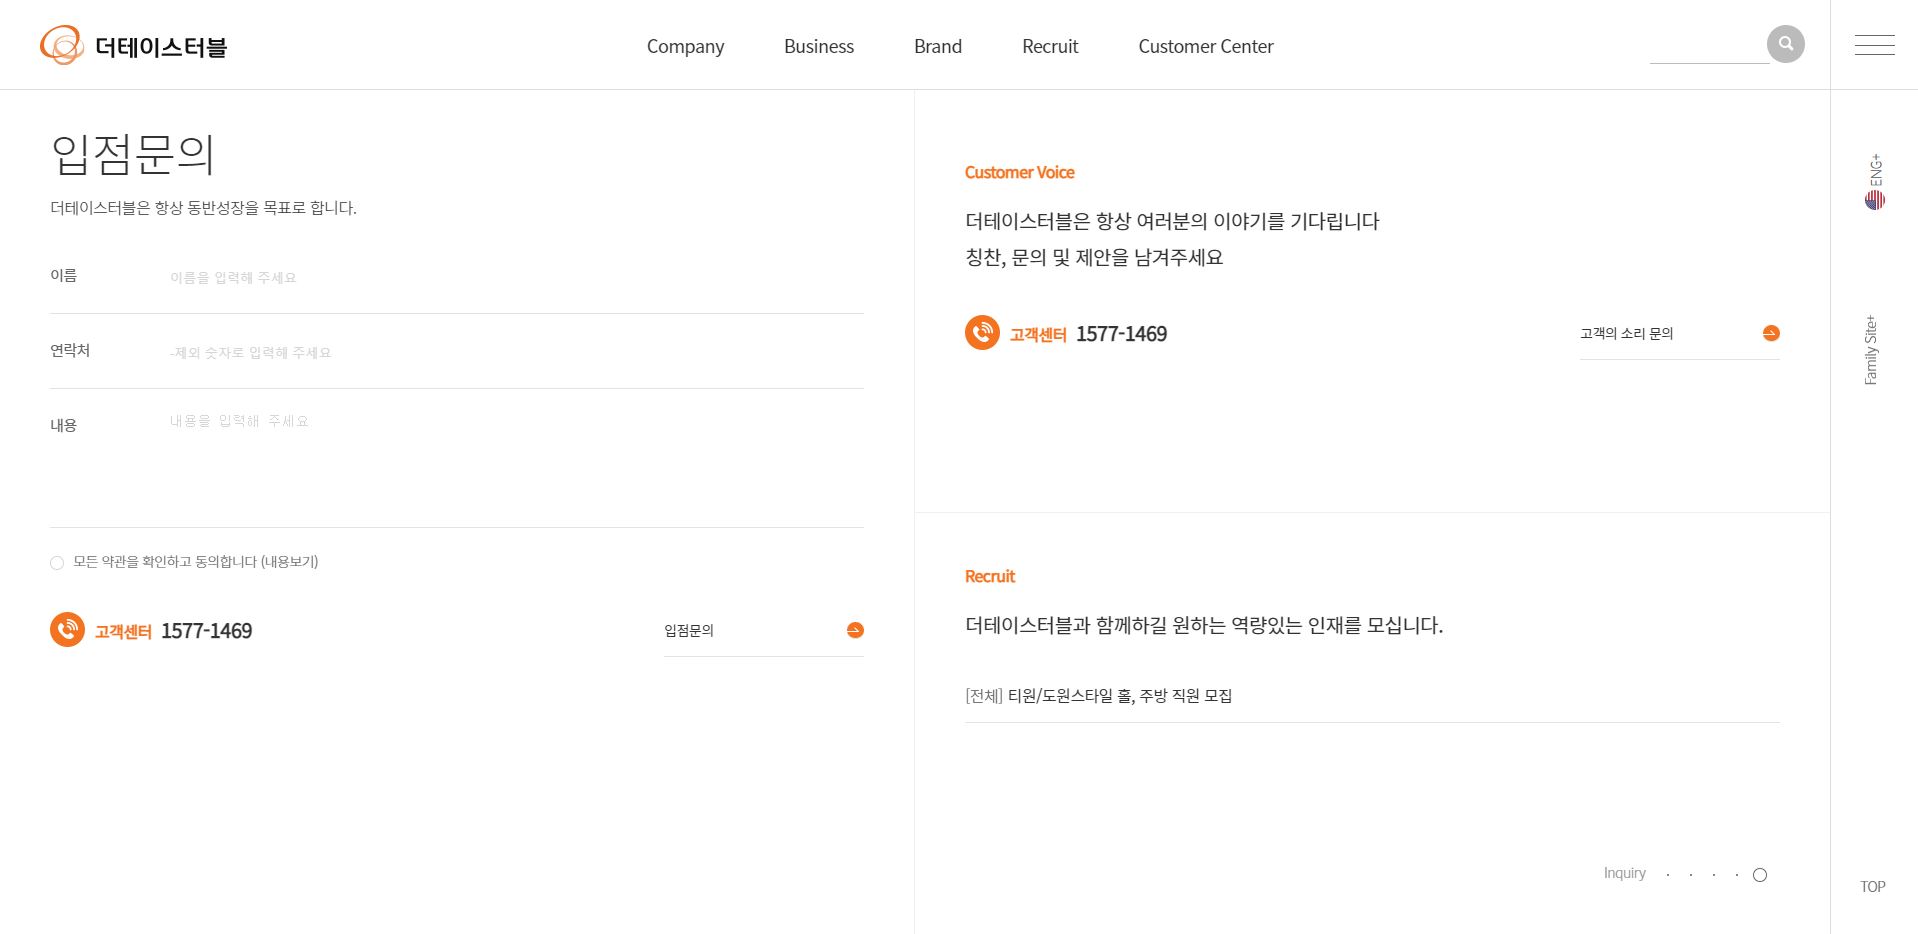 더테이스터블
Company
Business
Brand
Recruit
Customer Center
입점문의
더테이스터블은 항상 동반성장을 목표로 합니다.
이름
이름을 입력해 주세요
연락처
-제외 숫자로 입력해 주세요
내용
내용을 입력해 주세요
모든 약관을 확인하고 동의합니다 (내용보기)
고객센터 1577-1469
입점문의
Customer Voice
더테이스터블은 항상 여러분의 이야기를 기다립니다
칭찬, 문의 및 제안을 남겨주세요
고객센터 1577-1469
고객의 소리 문의
Recruit
더테이스터블과 함께하길 원하는 역량있는 인재를 모십니다.
[전체] 티원/도원스타일 홀, 주방 직원 모집
Inquiry
ENG+
Family Site+
TOP